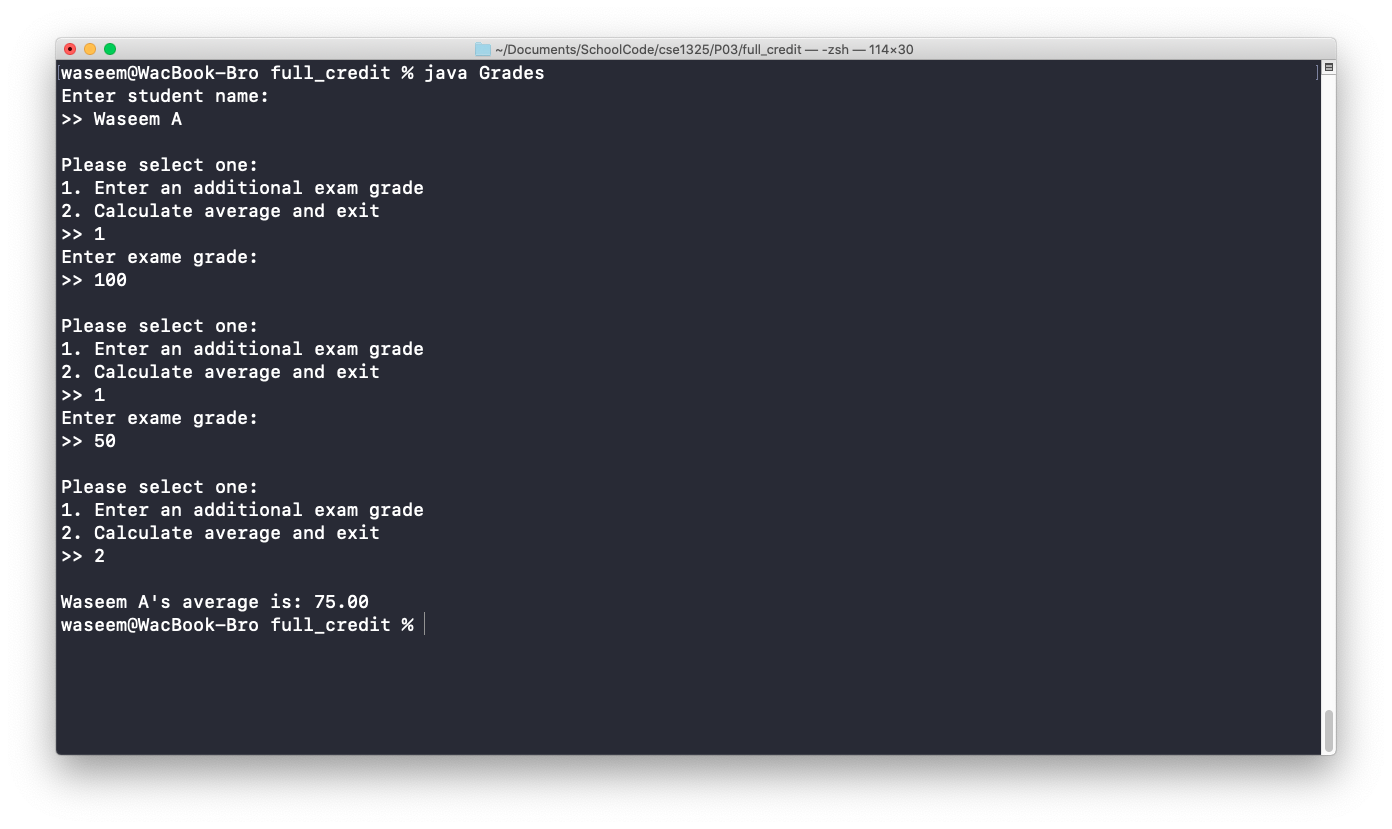 ~/Documents/SchoolCode/cse1325/P03/full_credit — -zsh — 114×30
waseem@WacBook-Bro full_credit % java Grades
Enter student name:
>> Waseem A
Please select one:
1. Enter an additional exam grade
2. Calculate average and exit
>> 1
Enter exame grade:
>> 100
Please select one:
1. Enter an additional exam grade
2. Calculate average and exit
>> 1
Enter exame grade:
>> 50
Please select one:
1. Enter an additional exam grade
2. Calculate average and exit
>> 2
Waseem A's average is: 75.00
waseem@WacBook-Bro full_credit %